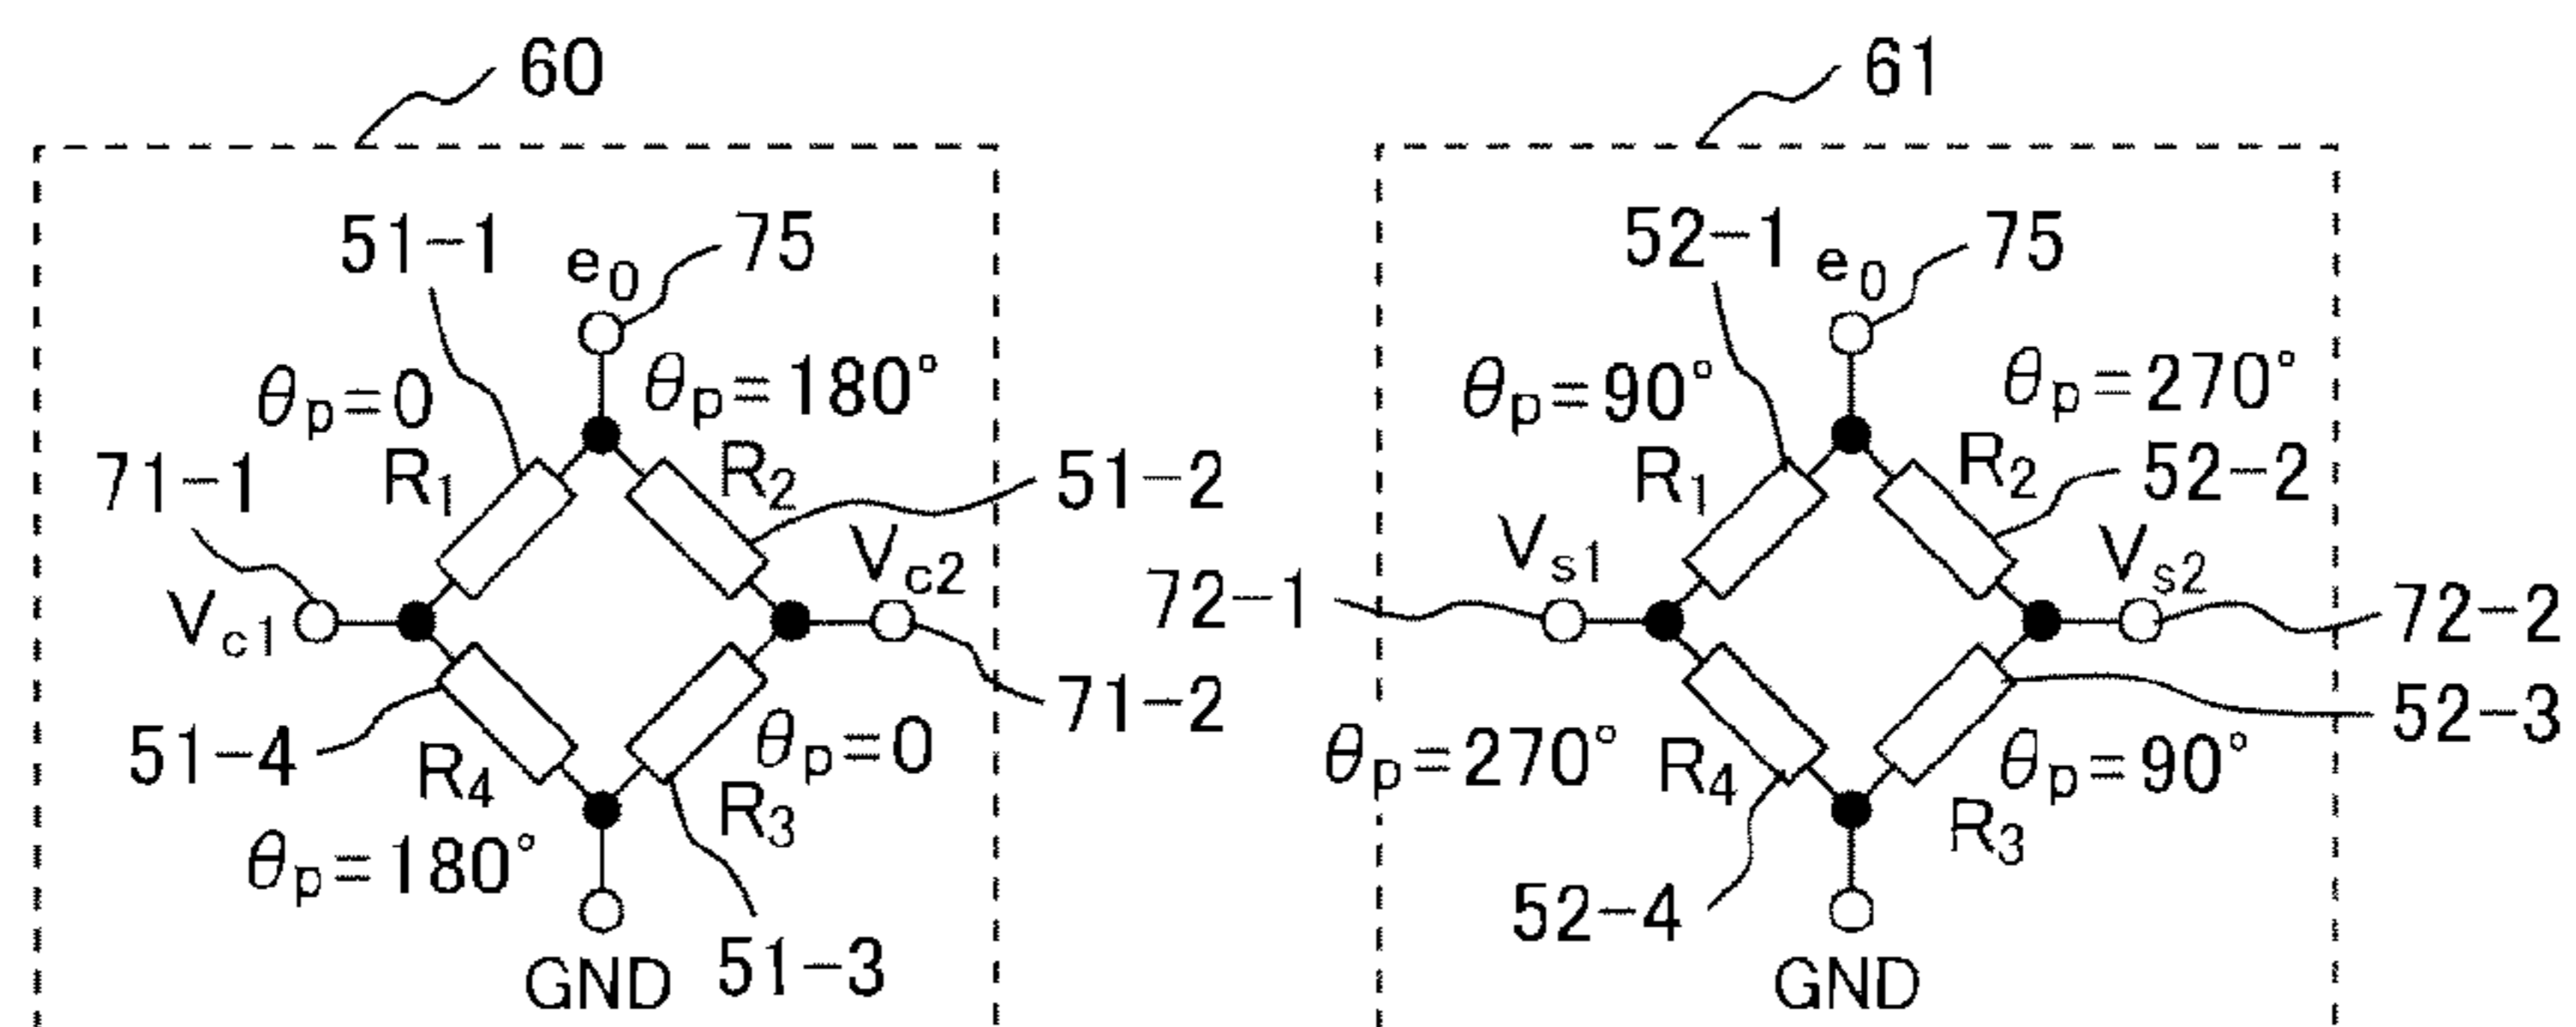 60
51-1
e0
75
θp=0
θp=180°
71-1
R1
R2
51-2
Vc1
Vc2
51-4
R4
θp=0
71-2
θp=180°
R3
GND
51-3
61
52-1
e0
75
θp=90°
θp=270°
R1
R2
52-2
72-1
Vs1
Vs2
72-2
θp=270°
R4
θp=90°
52-3
52-4
R3
GND